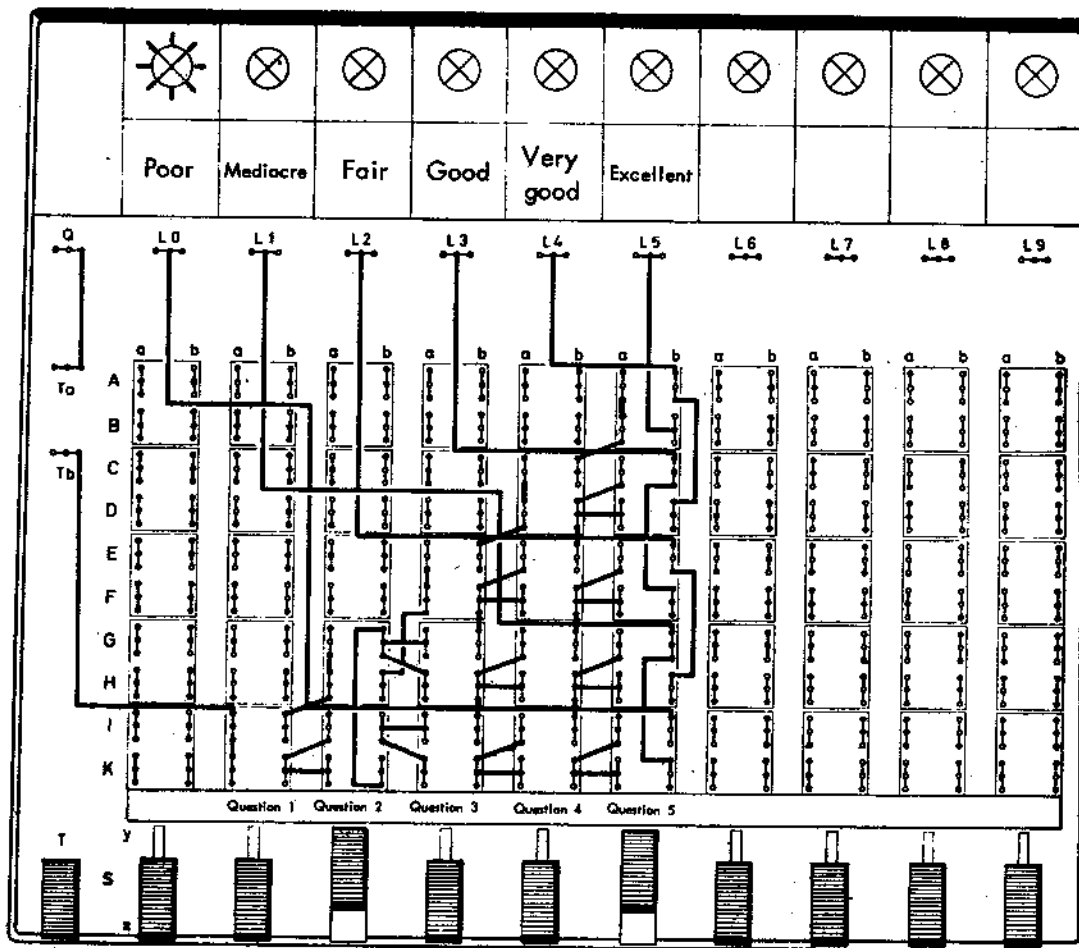 Poor Mediacre Fair Good Very good Excellent
Q L0 L1 L2 L3 L4 L5 L6 L7 L8 L9
a b a b a b a b a b a b a b a b a b a b
Ta A
B
Tb C
D
E
F
G
H
I
K
Question 1 Question 2 Question 3 Question 4 Question 5
T y
S
z